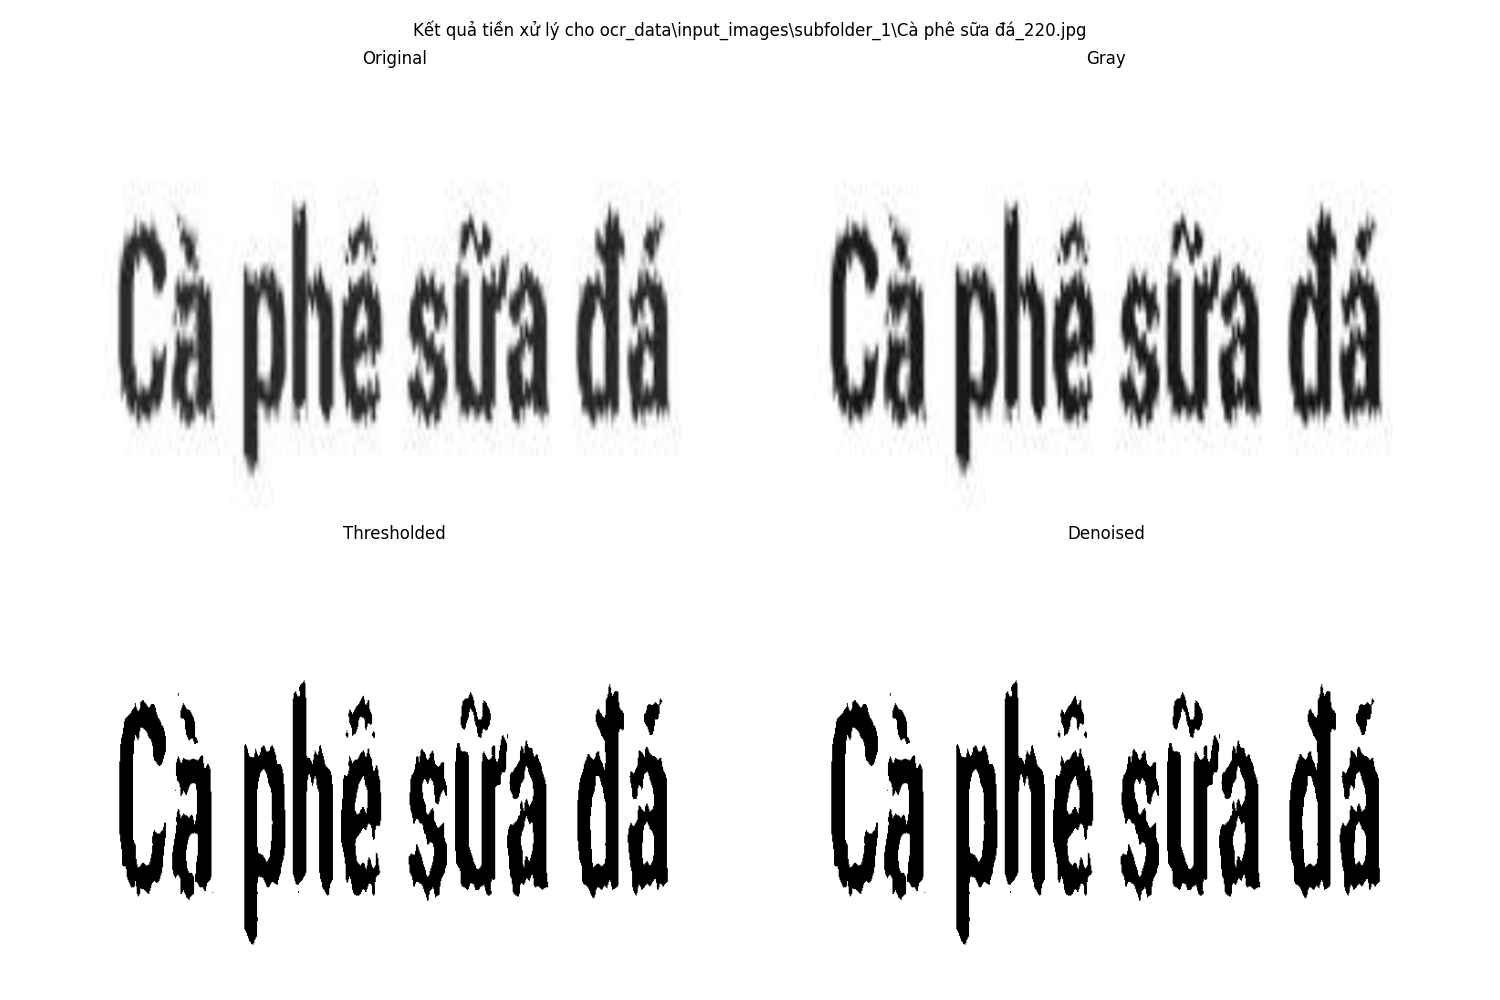 Kết quả tiền xử lý cho ocr_data\input_images\subfolder_1\Cà phê sữa đá_220.jpg
Original
Gray
Cà phê sữa đá
Cà phê sữa đá
Thresholded
Denoised
Cà phê sữa đá
Cà phê sữa đá